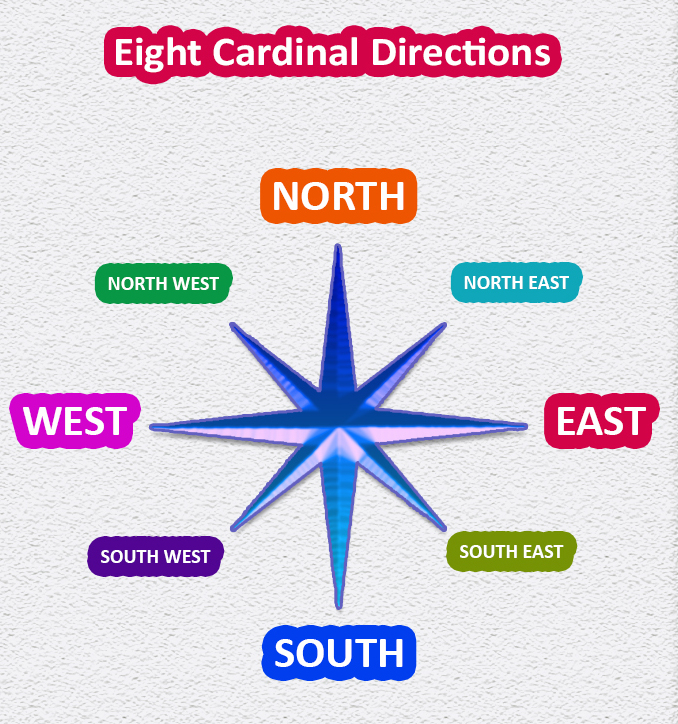 Eight Cardinal Directions
NORTH
NORTH WEST
NORTH EAST
WEST
EAST
SOUTH WEST
SOUTH EAST
SOUTH